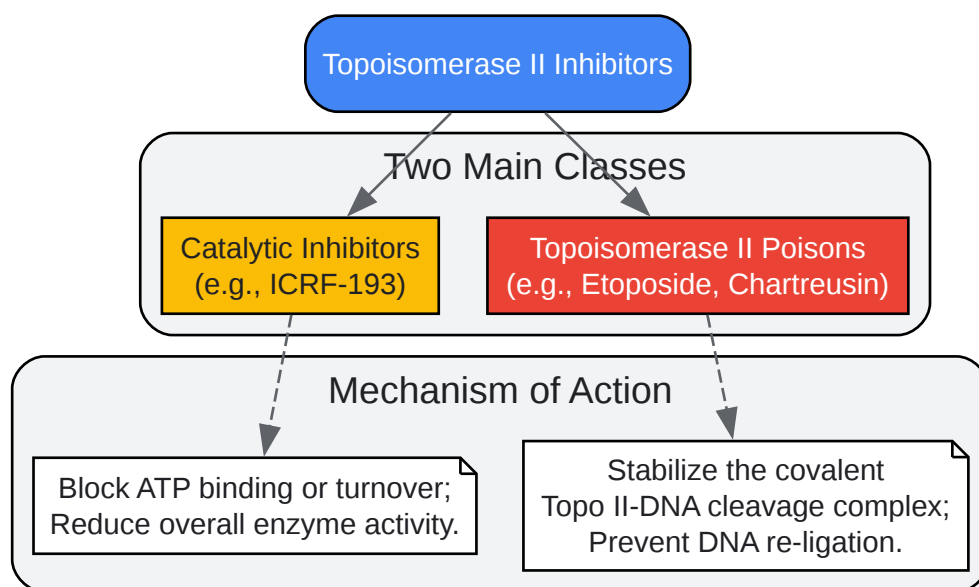 Topoisomerase II Inhibitors
Two Main Classes
Catalytic Inhibitors
(e.g., ICRF-193)
Topoisomerase II Poisons
(e.g., Etoposide, Chartreusin)
Mechanism of Action
Block ATP binding or turnover;
Reduce overall enzyme activity.
Stabilize the covalent
Topo II-DNA cleavage complex;
Prevent DNA re-ligation.